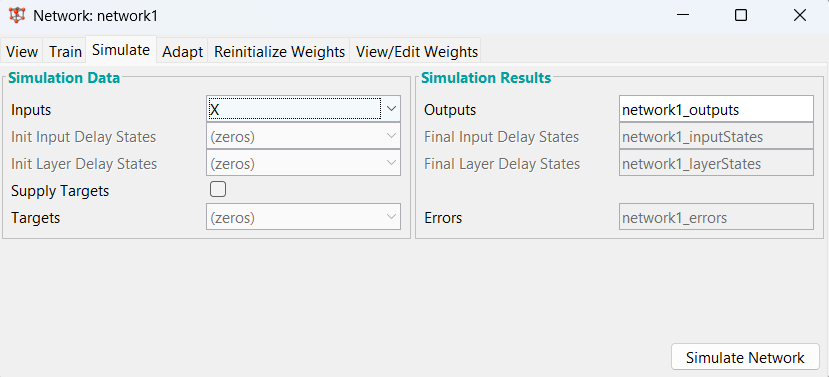 Network: network1
View Train Simulate Adapt Reinitialize Weights View/Edit Weights
Simulation Data
Inputs X
Init Input Delay States (zeros)
Init Layer Delay States (zeros)
Supply Targets
Targets (zeros)
Simulation Results
Outputs network1_outputs
Final Input Delay States network1_inputStates
Final Layer Delay States network1_layerStates
Errors network1_errors
Simulate Network